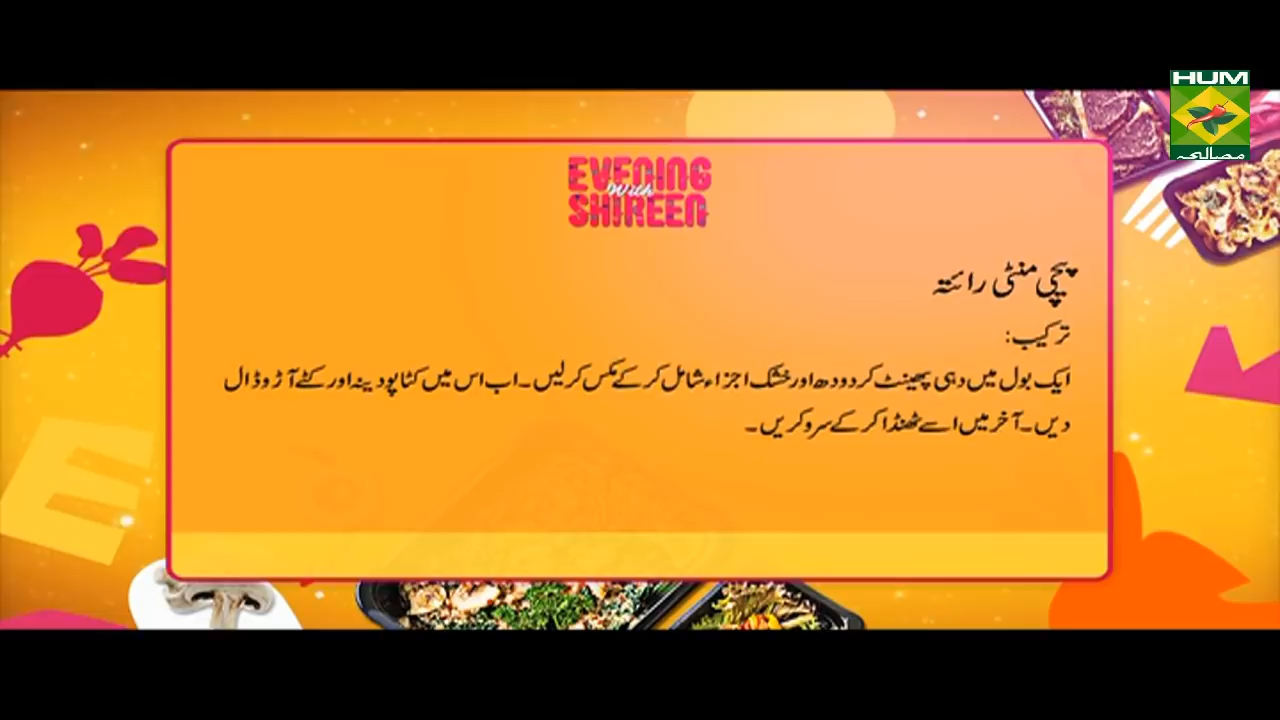 HUM
مصالحہ
EVENING
With
SHIREEN
پیچی منٹی رائتہ
ترکیب:
ایک بول میں دہی پھینٹ کر دودھ اور خشک اجزاء شامل کر کے مکس کر لیں۔ اب اس میں کٹا پودینہ اور کٹے آڑو ڈال
دیں۔ آخر میں اسے ٹھنڈا کر کے سرو کریں۔